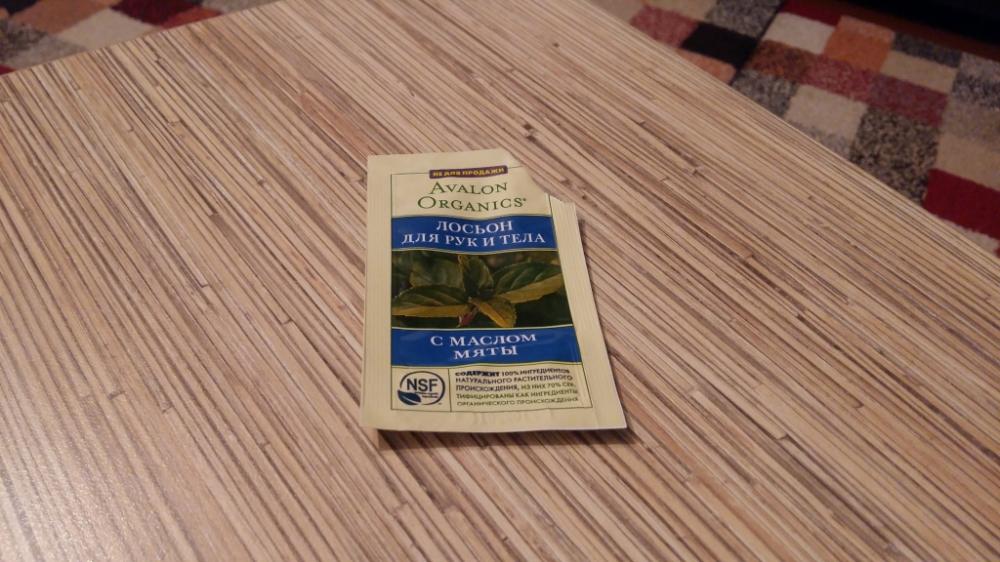 НЕ ДЛЯ ПРОДАЖИ
AVALON
ORGANICS®
ЛОСЬОН
ДЛЯ РУК И ТЕЛА
С МАСЛОМ
МЯТЫ
NSF
СОДЕРЖИТ 100% ИНГРЕДИЕНТОВ
НАТУРАЛЬНОГО РАСТИТЕЛЬНОГО
ПРОИСХОЖДЕНИЯ, ИЗ НИХ 70% СЕР-
ТИФИЦИРОВАНЫ КАК ИНГРЕДИЕНТЫ
ОРГАНИЧЕСКОГО ПРОИСХОЖДЕНИЯ